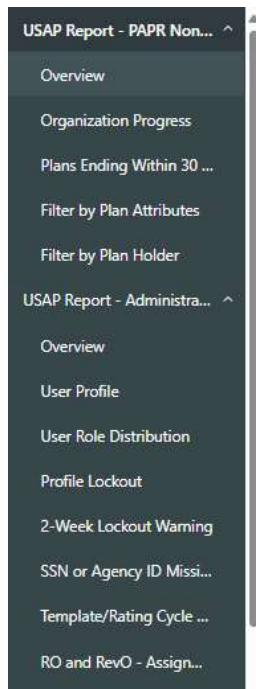 USAP Report - PAPR Non...
Overview
Organization Progress
Plans Ending Within 30 ...
Filter by Plan Attributes
Filter by Plan Holder
USAP Report - Administra...
Overview
User Profile
User Role Distribution
Profile Lockout
2-Week Lockout Warning
SSN or Agency ID Missi...
Template/Rating Cycle ...
RO and RevO - Assign...